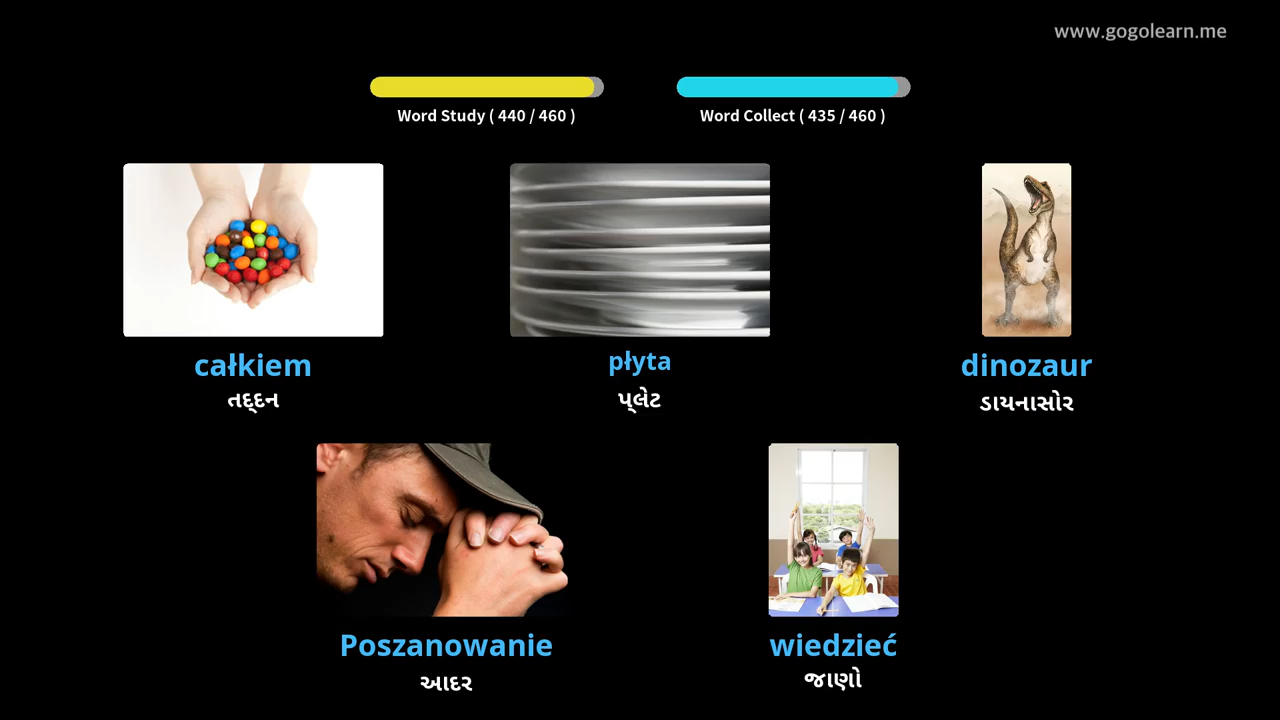 www.gogolearn.me
Word Study ( 440 / 460 )
Word Collect ( 435 / 460 )
całkiem
płyta
dinozaur
તદ્દન
પ્લેટ
ડાયનાસોર
Poszanowanie
wiedzieć
આદર
જાણો